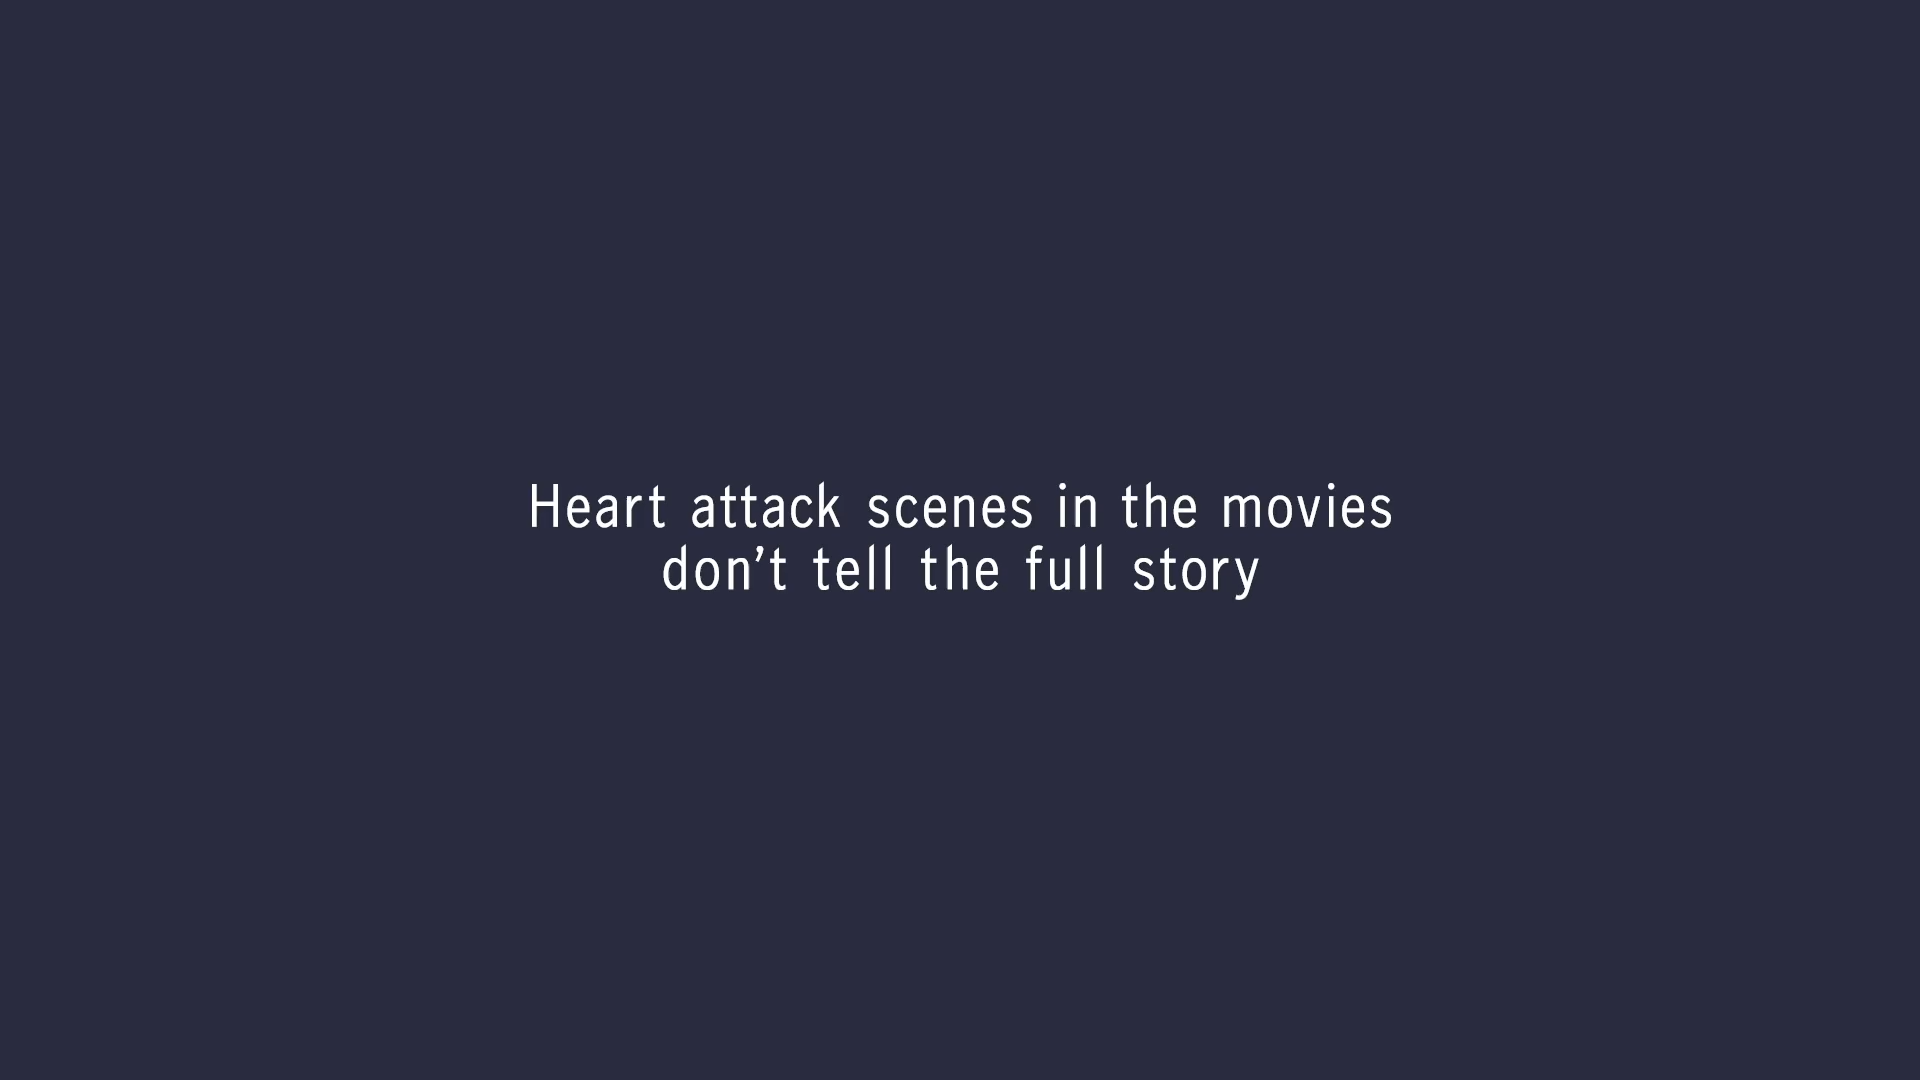 Heart attack scenes in the movies
don’t tell the full story